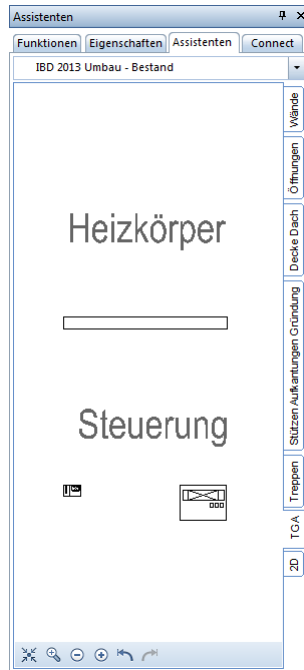 Assistenten
Funktionen Eigenschaften Assistenten Connect
IBD 2013 Umbau - Bestand
Wände
Öffnungen
Decke Dach
Stützen Aufkantungen Gründung
Treppen
TGA
2D
Heizkörper
Steuerung